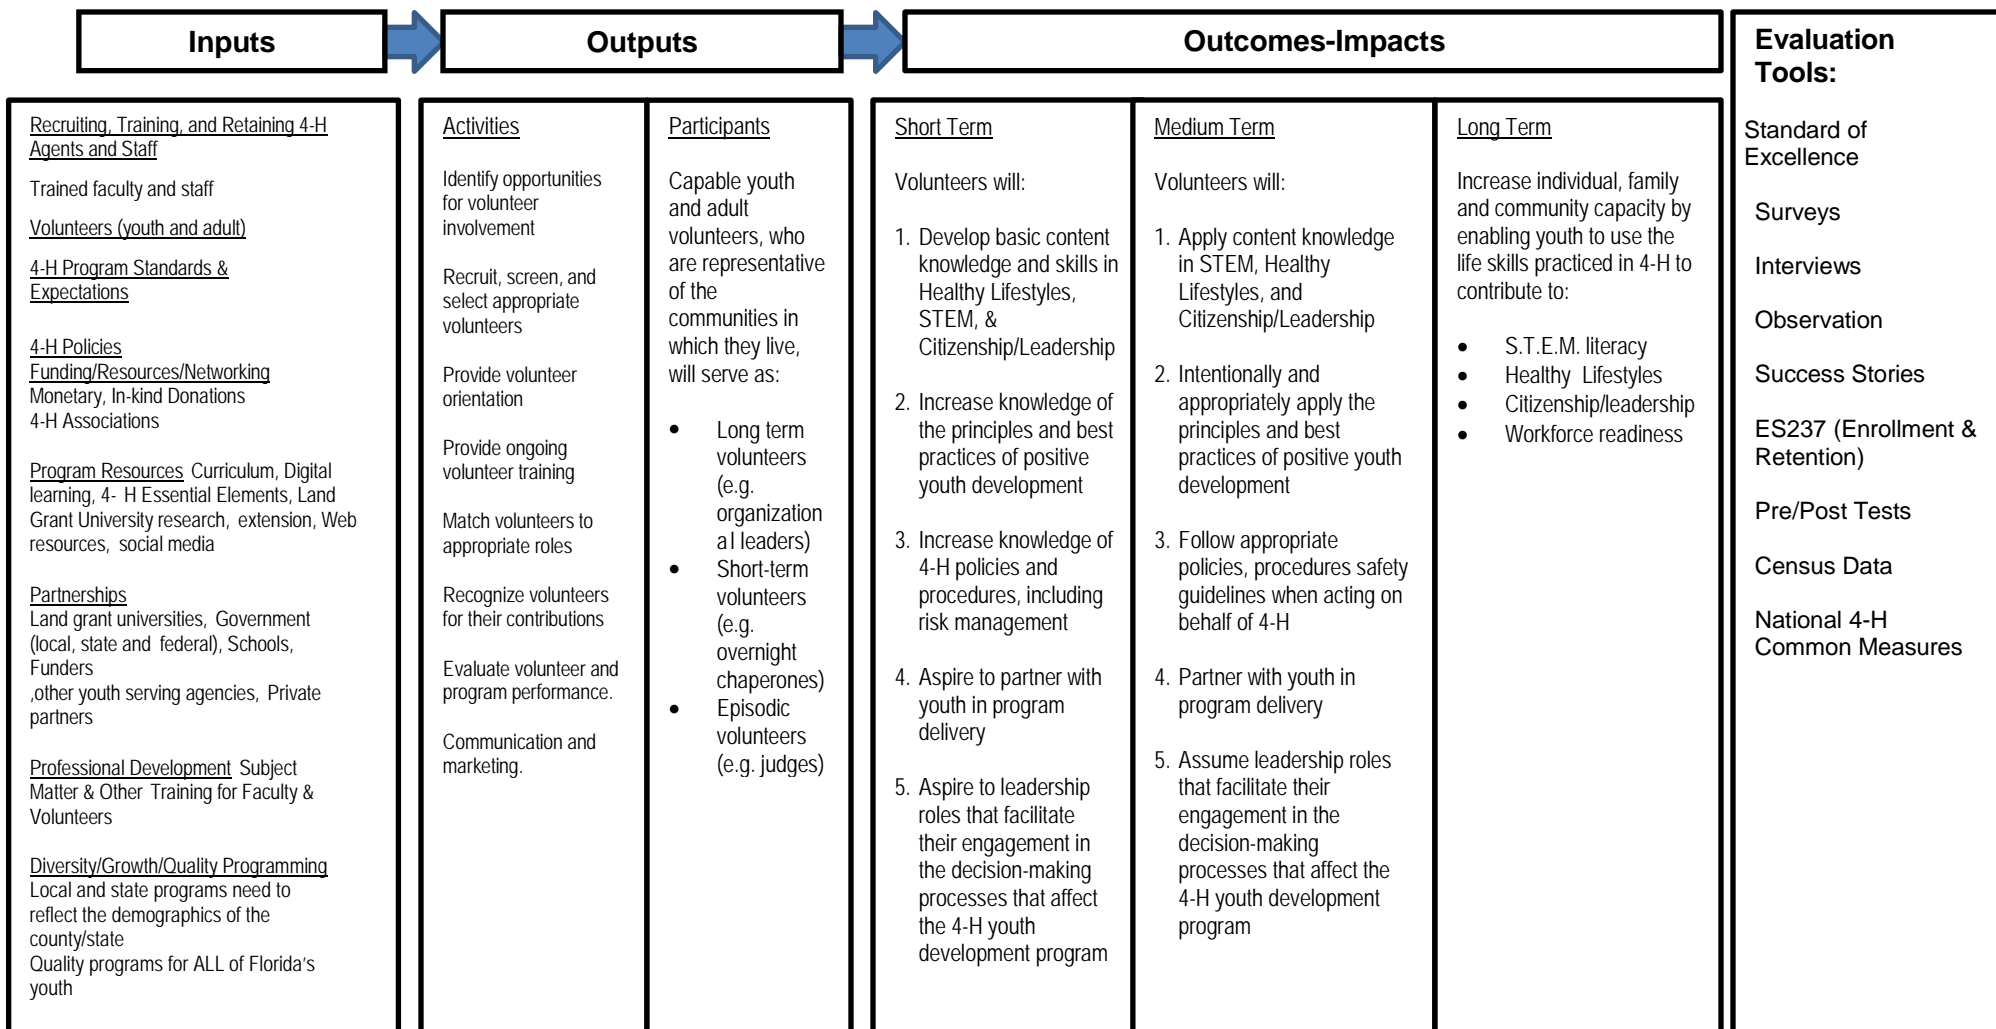 Inputs
Outputs
Outcomes-Impacts
Evaluation
Tools:
Recruiting, Training, and Retaining 4-H
Agents and Staff
Trained faculty and staff
Volunteers (youth and adult)
4-H Program Standards &
Expectations
4-H Policies
Funding/Resources/Networking
Monetary, In-kind Donations
4-H Associations
Program Resources Curriculum, Digital
learning, 4- H Essential Elements, Land
Grant University research, extension, Web
resources, social media
Partnerships
Land grant universities, Government
(local, state and federal), Schools,
Funders
,other youth serving agencies, Private
partners
Professional Development Subject
Matter & Other Training for Faculty &
Volunteers
Diversity/Growth/Quality Programming
Local and state programs need to
reflect the demographics of the
county/state
Quality programs for ALL of Florida's
youth
Activities
Identify opportunities
for volunteer
involvement
Recruit, screen, and
select appropriate
volunteers
Provide volunteer
orientation
Provide ongoing
volunteer training
Match volunteers to
appropriate roles
Recognize volunteers
for their contributions
Evaluate volunteer and
program performance.
Communication and
marketing.
Participants
Capable youth
and adult
volunteers, who
are representative
of the
communities in
which they live,
will serve as:
• Long term
volunteers
(e.g.
organization
al leaders)
• Short-term
volunteers
(e.g.
overnight
chaperones)
• Episodic
volunteers
(e.g. judges)
Short Term
Volunteers will:
1. Develop basic content
knowledge and skills in
Healthy Lifestyles,
STEM, &
Citizenship/Leadership
2. Increase knowledge of
the principles and best
practices of positive
youth development
3. Increase knowledge of
4-H policies and
procedures, including
risk management
4. Aspire to partner with
youth in program
delivery
5. Aspire to leadership
roles that facilitate
their engagement in
the decision-making
processes that affect
the 4-H youth
development program
Medium Term
Volunteers will:
1. Apply content knowledge
in STEM, Healthy
Lifestyles, and
Citizenship/Leadership
2. Intentionally and
appropriately apply the
principles and best
practices of positive youth
development
3. Follow appropriate
policies, procedures safety
guidelines when acting on
behalf of 4-H
4. Partner with youth in
program delivery
5. Assume leadership roles
that facilitate their
engagement in the
decision-making
processes that affect the
4-H youth development
program
Long Term
Increase individual, family
and community capacity by
enabling youth to use the
life skills practiced in 4-H to
contribute to:
• S.T.E.M. literacy
• Healthy Lifestyles
• Citizenship/leadership
• Workforce readiness
Standard of
Excellence
Surveys
Interviews
Observation
Success Stories
ES237 (Enrollment &
Retention)
Pre/Post Tests
Census Data
National 4-H
Common Measures